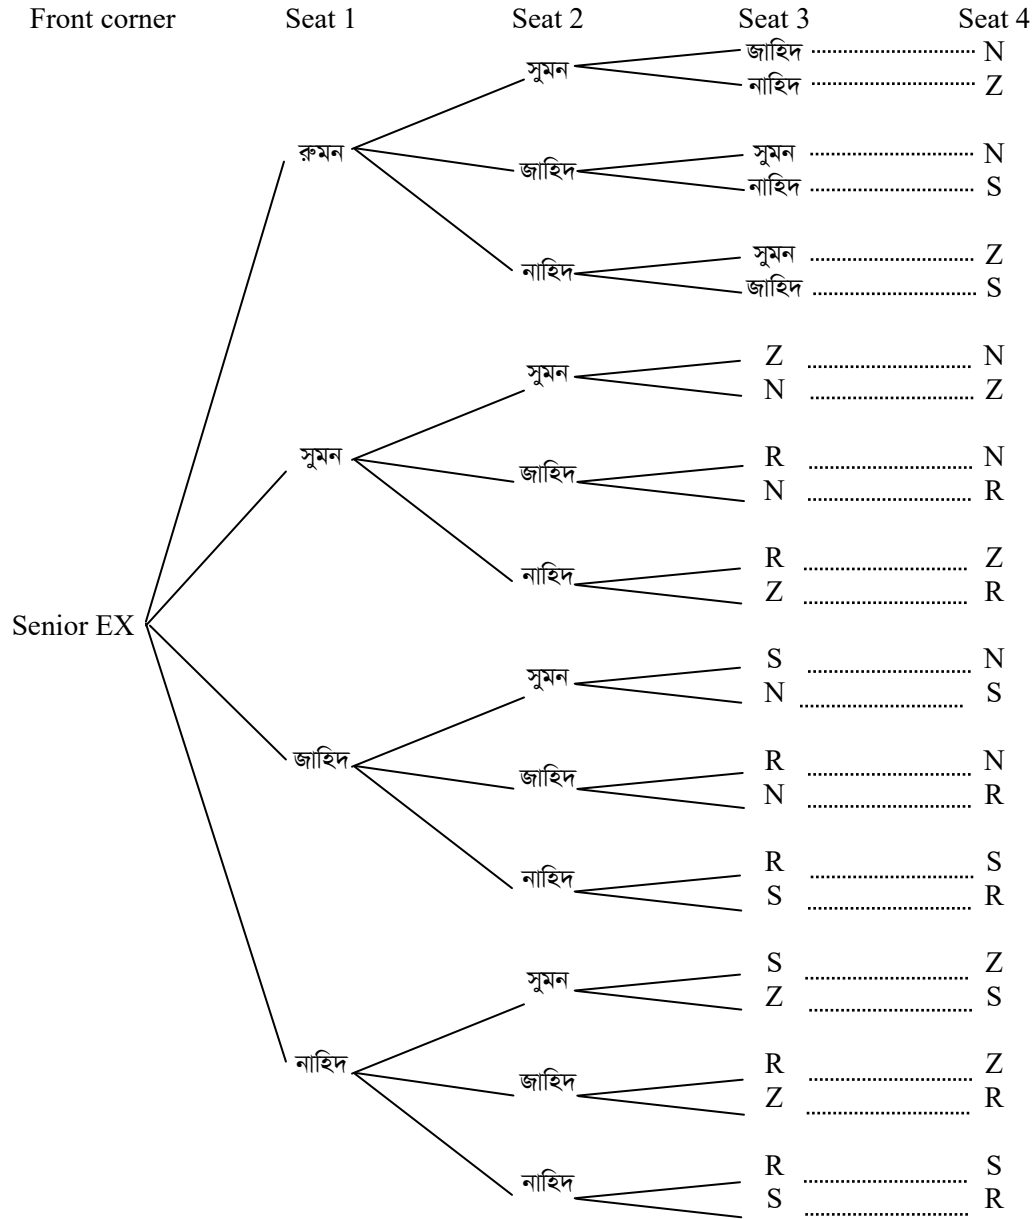 Front corner Seat 1 Seat 2 Seat 3 Seat 4
জাহিদ ........ N
সুমন
নাহিদ ........ Z
রুমন
সুমন ........ N
জাহিদ
নাহিদ ........ S
সুমন ........ Z
নাহিদ
জাহিদ ........ S
Z ........ N
সুমন
N ........ Z
সুমন
R ........ N
জাহিদ
N ........ R
R ........ Z
নাহিদ
Z ........ R
Senior EX
S ........ N
সুমন
N ........ S
জাহিদ
R ........ N
জাহিদ
N ........ R
R ........ S
নাহিদ
S ........ R
S ........ Z
সুমন
Z ........ S
নাহিদ
R ........ Z
জাহিদ
Z ........ R
R ........ S
নাহিদ
S ........ R